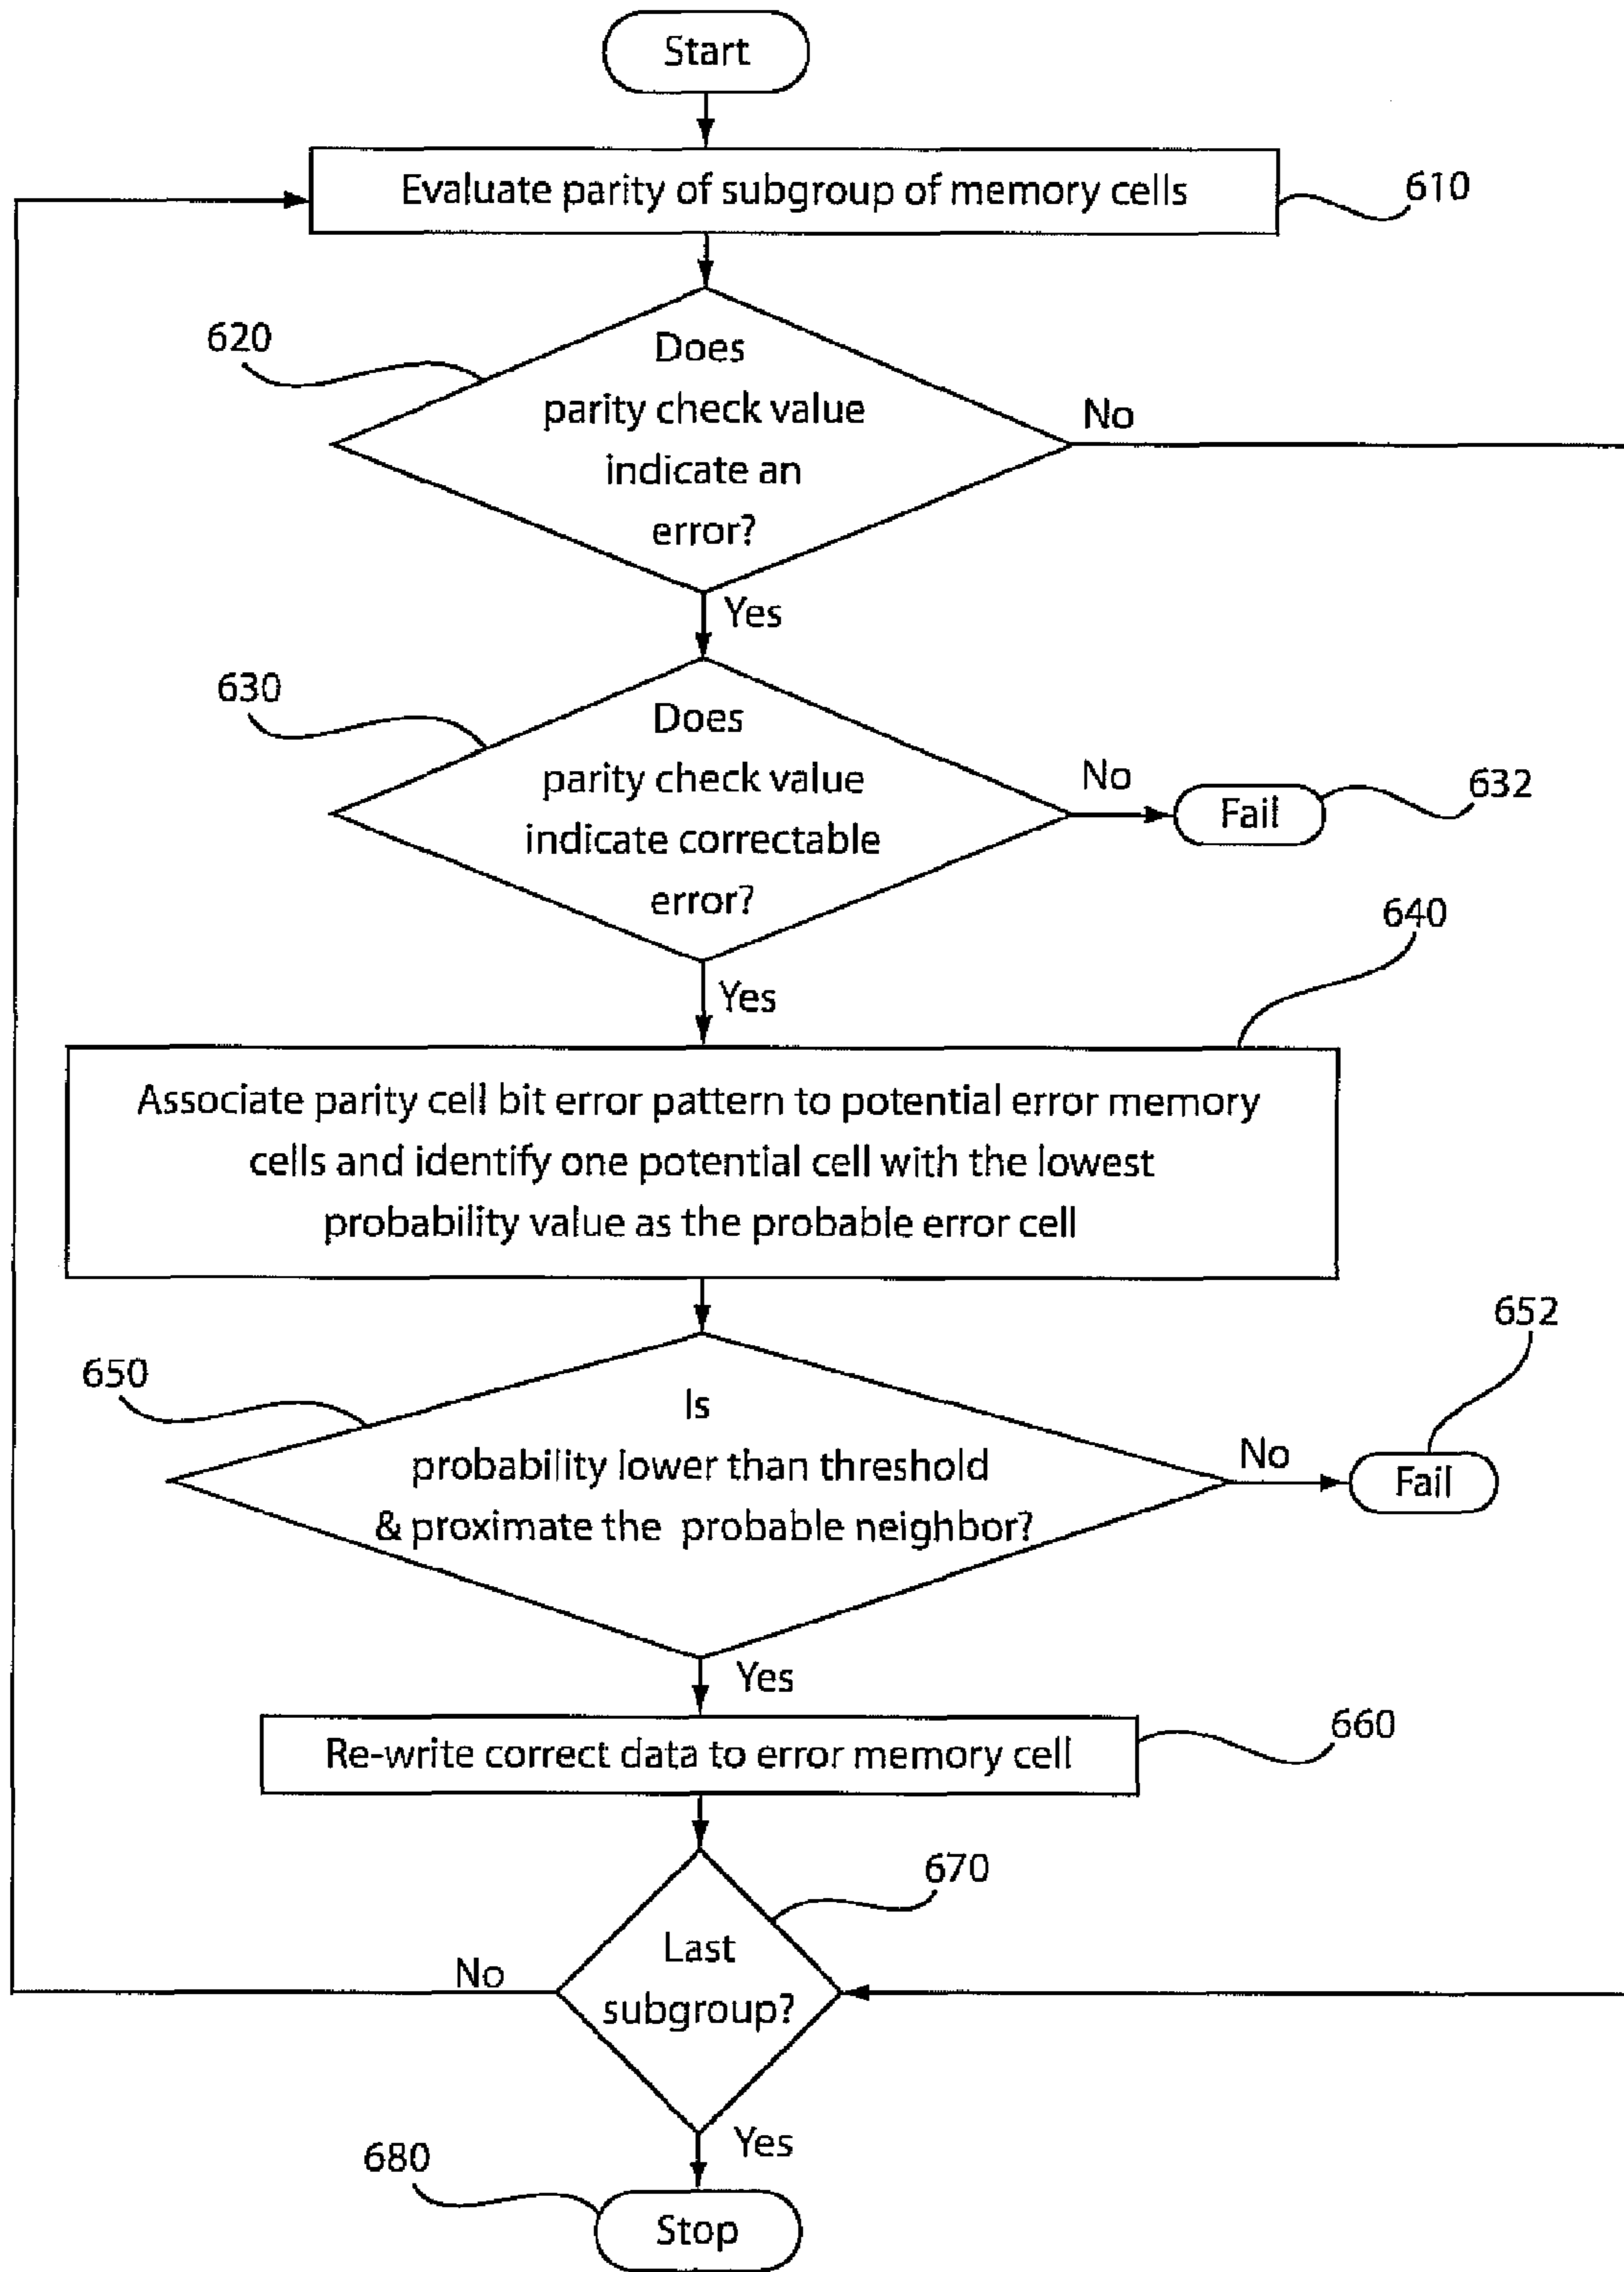 Start
Evaluate parity of subgroup of memory cells
610
620
Does
parity check value
indicate an
error?
No
Yes
630
Does
parity check value
indicate correctable
error?
No
Fail
632
Yes
640
Associate parity cell bit error pattern to potential error memory
cells and identify one potential cell with the lowest
probability value as the probable error cell
650
Is
probability lower than threshold
& proximate the probable neighbor?
No
Fail
652
Yes
Re-write correct data to error memory cell
660
670
Last
subgroup?
No
Yes
680
Stop